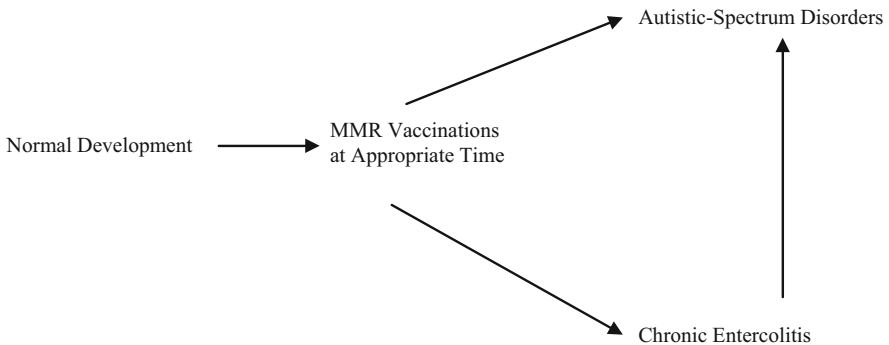 Autistic-Spectrum Disorders
Normal Development
MMR Vaccinations
at Appropriate Time
Chronic Entercolitis